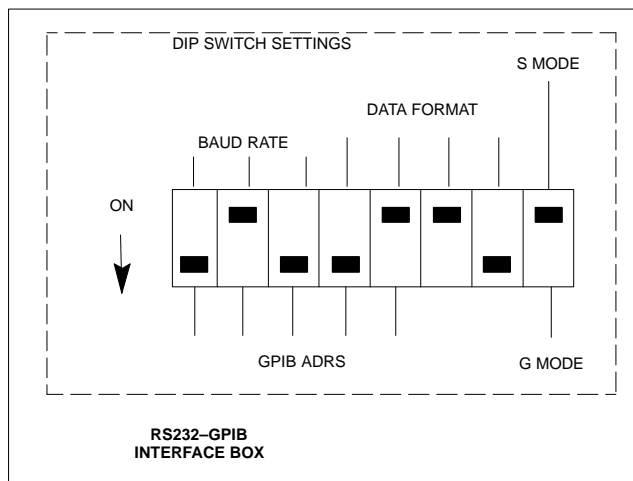 DIP SWITCH SETTINGS
S MODE
DATA FORMAT
BAUD RATE
ON
GPIB ADRS
G MODE
RS232–GPIB
INTERFACE BOX